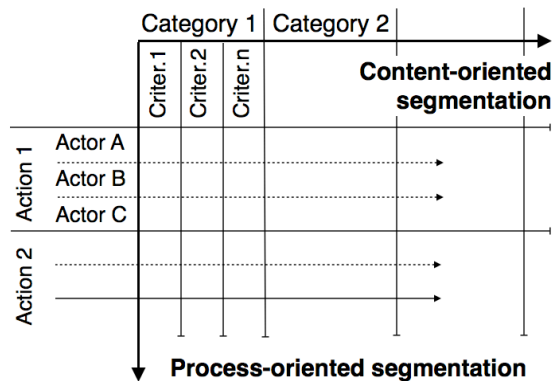 Category 1
Category 2
Criter.1
Criter.2
Criter.n
Content-oriented
segmentation
Action 1
Actor A
Actor B
Actor C
Action 2
Process-oriented segmentation